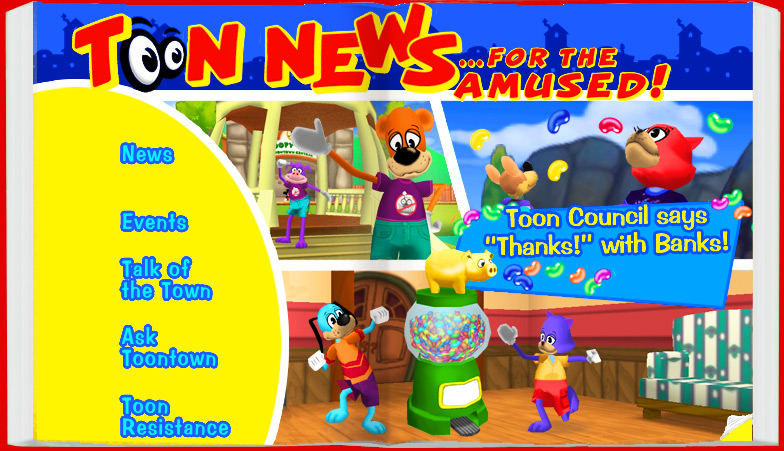 TOON NEWS
...FOR THE
AMUSED!
News
Events
Talk of
the Town
Ask
Toontown
Toon
Resistance
Toon Council says
"Thanks!" with Banks!